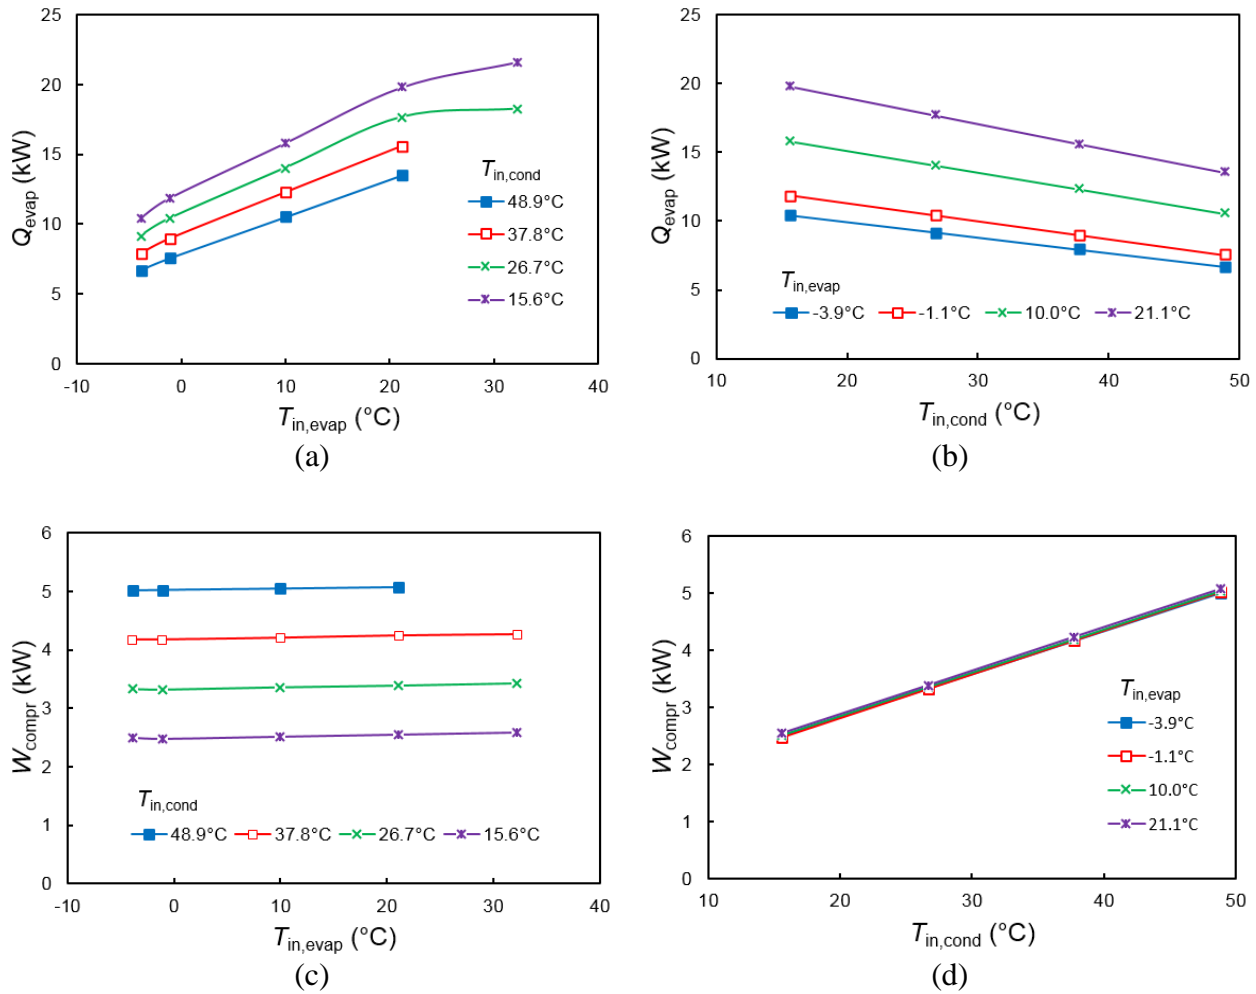 25
20
15
10
5
0
-10 0 10 20 30 40
Qevap (kW)
Tin,evap (°C)
Tin,cond
48.9°C
37.8°C
26.7°C
15.6°C
(a)
25
20
15
10
5
0
10 20 30 40 50
Qevap (kW)
Tin,cond (°C)
Tin,evap
-3.9°C -1.1°C 10.0°C 21.1°C
(b)
6
5
4
3
2
1
0
-10 0 10 20 30 40
Wcompr (kW)
Tin,evap (°C)
Tin,cond
48.9°C 37.8°C 26.7°C 15.6°C
(c)
6
5
4
3
2
1
0
10 20 30 40 50
Wcompr (kW)
Tin,cond (°C)
Tin,evap
-3.9°C
-1.1°C
10.0°C
21.1°C
(d)